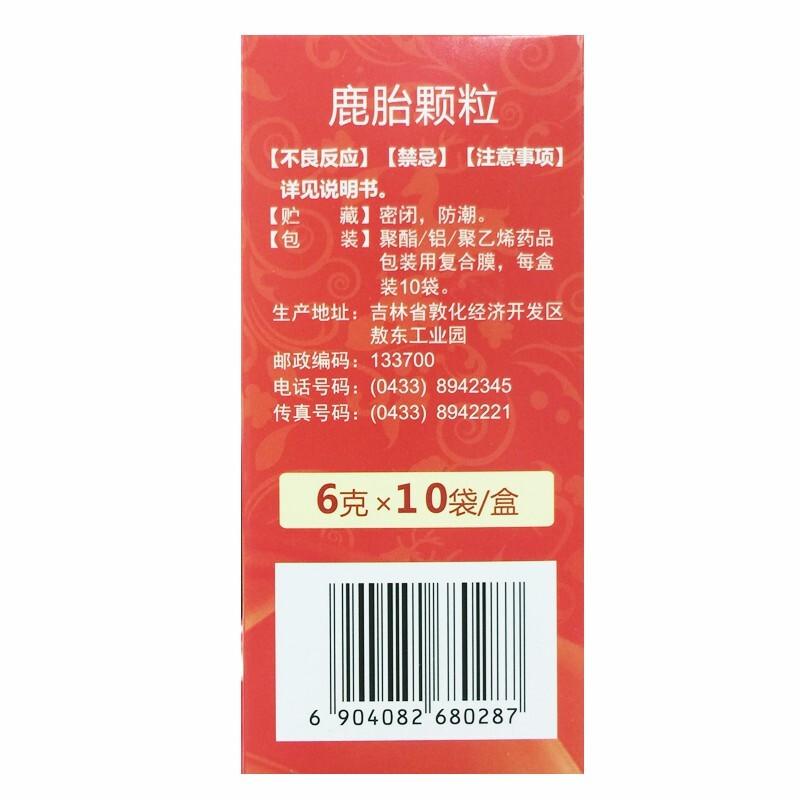 鹿胎颗粒
【不良反应】【禁忌】【注意事项】
详见说明书。
【贮 藏】密闭，防潮。
【包 装】聚酯/铝/聚乙烯药品
包装用复合膜，每盒
装10袋。
生产地址：吉林省敦化经济开发区
敖东工业园
邮政编码：133700
电话号码：(0433) 8942345
传真号码：(0433) 8942221
6克×10袋/盒
6 904082 680287